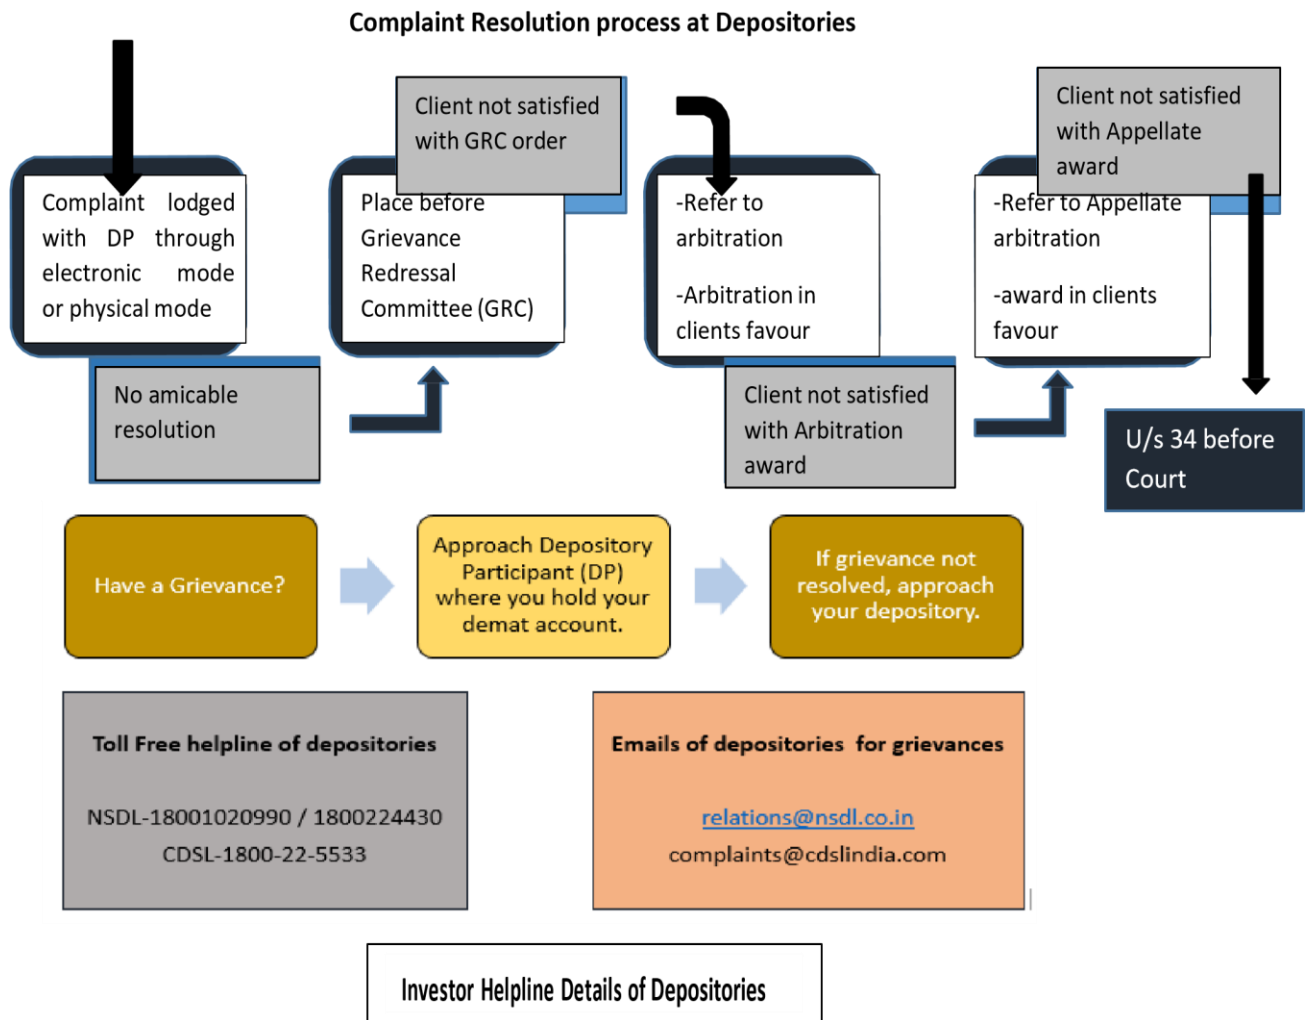 Complaint Resolution process at Depositories
Complaint lodged
with DP through
electronic mode
or physical mode
No amicable
resolution
Place before
Grievance
Redressal
Committee (GRC)
Client not satisfied
with GRC order
-Refer to
arbitration
-Arbitration in
clients favour
Client not satisfied
with Arbitration
award
-Refer to Appellate
arbitration
-award in clients
favour
Client not satisfied
with Appellate
award
U/s 34 before
Court
Have a Grievance?
Approach Depository
Participant (DP)
where you hold your
demat account.
If grievance not
resolved, approach
your depository.
Toll Free helpline of depositories
NSDL-18001020990 / 1800224430
CDSL-1800-22-5533
Emails of depositories for grievances
relations@nsdl.co.in
complaints@cdslindia.com
Investor Helpline Details of Depositories